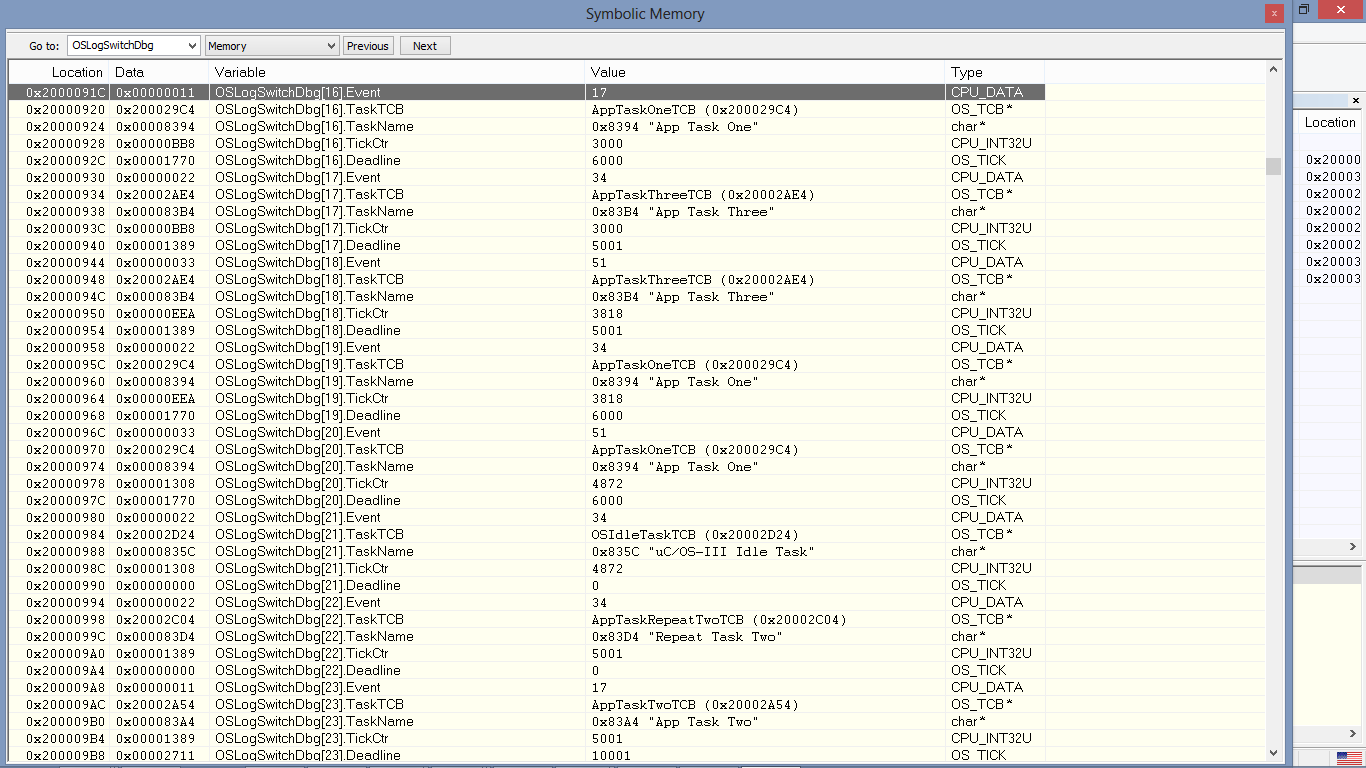 Symbolic Memory
Go to: OSLogSwitchDbg Memory Previous Next
Location Data Variable Value Type
0x2000091C 0x00000011 OSLogSwitchDbg[16].Event 17 CPU_DATA
0x20000920 0x200029C4 OSLogSwitchDbg[16].TaskTCB AppTaskOneTCB (0x200029C4) OS_TCB*
0x20000924 0x00008394 OSLogSwitchDbg[16].TaskName 0x8394 "App Task One" char*
0x20000928 0x00000BB8 OSLogSwitchDbg[16].TickCtr 3000 CPU_INT32U
0x2000092C 0x00001770 OSLogSwitchDbg[16].Deadline 6000 OS_TICK
0x20000930 0x00000022 OSLogSwitchDbg[17].Event 34 CPU_DATA
0x20000934 0x20002AE4 OSLogSwitchDbg[17].TaskTCB AppTaskThreeTCB (0x20002AE4) OS_TCB*
0x20000938 0x000083B4 OSLogSwitchDbg[17].TaskName 0x83B4 "App Task Three" char*
0x2000093C 0x00000BB8 OSLogSwitchDbg[17].TickCtr 3000 CPU_INT32U
0x20000940 0x00001389 OSLogSwitchDbg[17].Deadline 5001 OS_TICK
0x20000944 0x00000033 OSLogSwitchDbg[18].Event 51 CPU_DATA
0x20000948 0x20002AE4 OSLogSwitchDbg[18].TaskTCB AppTaskThreeTCB (0x20002AE4) OS_TCB*
0x2000094C 0x000083B4 OSLogSwitchDbg[18].TaskName 0x83B4 "App Task Three" char*
0x20000950 0x00000EEA OSLogSwitchDbg[18].TickCtr 3818 CPU_INT32U
0x20000954 0x00001389 OSLogSwitchDbg[18].Deadline 5001 OS_TICK
0x20000958 0x00000022 OSLogSwitchDbg[19].Event 34 CPU_DATA
0x2000095C 0x200029C4 OSLogSwitchDbg[19].TaskTCB AppTaskOneTCB (0x200029C4) OS_TCB*
0x20000960 0x00008394 OSLogSwitchDbg[19].TaskName 0x8394 "App Task One" char*
0x20000964 0x00000EEA OSLogSwitchDbg[19].TickCtr 3818 CPU_INT32U
0x20000968 0x00001770 OSLogSwitchDbg[19].Deadline 6000 OS_TICK
0x2000096C 0x00000033 OSLogSwitchDbg[20].Event 51 CPU_DATA
0x20000970 0x200029C4 OSLogSwitchDbg[20].TaskTCB AppTaskOneTCB (0x200029C4) OS_TCB*
0x20000974 0x00008394 OSLogSwitchDbg[20].TaskName 0x8394 "App Task One" char*
0x20000978 0x00001308 OSLogSwitchDbg[20].TickCtr 4872 CPU_INT32U
0x2000097C 0x00001770 OSLogSwitchDbg[20].Deadline 6000 OS_TICK
0x20000980 0x00000022 OSLogSwitchDbg[21].Event 34 CPU_DATA
0x20000984 0x20002D24 OSLogSwitchDbg[21].TaskTCB OSIdleTaskTCB (0x20002D24) OS_TCB*
0x20000988 0x0000835C OSLogSwitchDbg[21].TaskName 0x835C "uC/OS-III Idle Task" char*
0x2000098C 0x00001308 OSLogSwitchDbg[21].TickCtr 4872 CPU_INT32U
0x20000990 0x00000000 OSLogSwitchDbg[21].Deadline 0 OS_TICK
0x20000994 0x00000022 OSLogSwitchDbg[22].Event 34 CPU_DATA
0x20000998 0x20002C04 OSLogSwitchDbg[22].TaskTCB AppTaskRepeatTwoTCB (0x20002C04) OS_TCB*
0x2000099C 0x000083D4 OSLogSwitchDbg[22].TaskName 0x83D4 "Repeat Task Two" char*
0x200009A0 0x00001389 OSLogSwitchDbg[22].TickCtr 5001 CPU_INT32U
0x200009A4 0x00000000 OSLogSwitchDbg[22].Deadline 0 OS_TICK
0x200009A8 0x00000011 OSLogSwitchDbg[23].Event 17 CPU_DATA
0x200009AC 0x20002A54 OSLogSwitchDbg[23].TaskTCB AppTaskTwoTCB (0x20002A54) OS_TCB*
0x200009B0 0x000083A4 OSLogSwitchDbg[23].TaskName 0x83A4 "App Task Two" char*
0x200009B4 0x00001389 OSLogSwitchDbg[23].TickCtr 5001 CPU_INT32U
0x200009B8 0x00002711 OSLogSwitchDbg[23].Deadline 10001 OS_TICK
Location
0x20000
0x20003
0x20002
0x20002
0x20002
0x20002
0x20003
0x20003